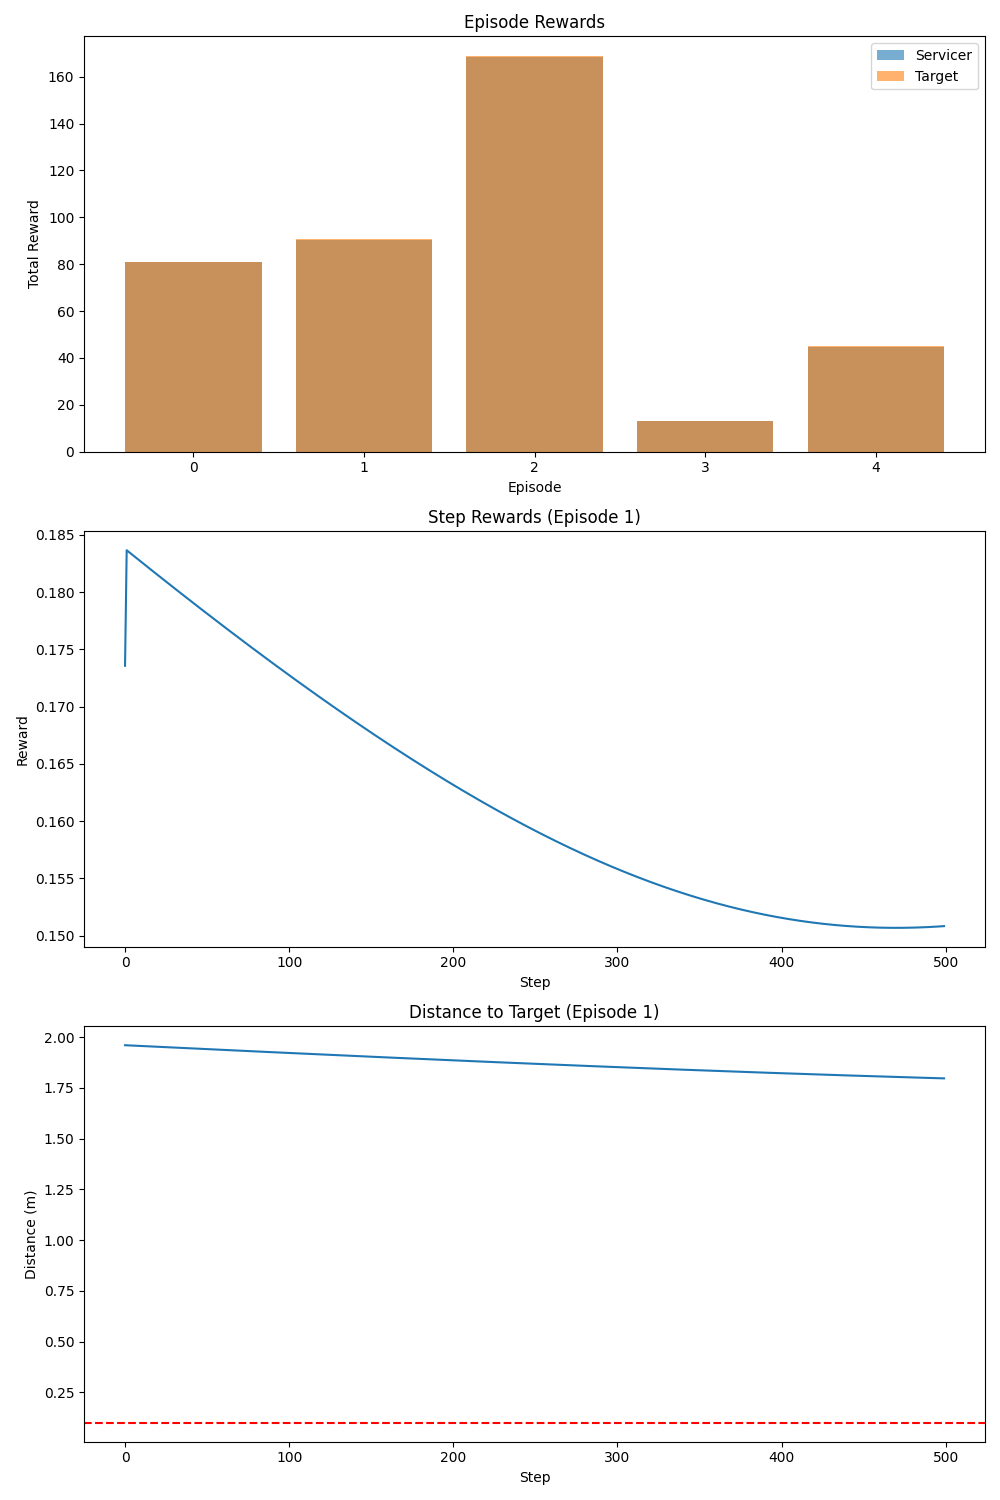 Episode Rewards
Servicer
Target
Total Reward
160
140
120
100
80
60
40
20
0
0 1 2 3 4
Episode
Step Rewards (Episode 1)
Reward
0.185
0.180
0.175
0.170
0.165
0.160
0.155
0.150
0 100 200 300 400 500
Step
Distance to Target (Episode 1)
Distance (m)
2.00
1.75
1.50
1.25
1.00
0.75
0.50
0.25
0 100 200 300 400 500
Step